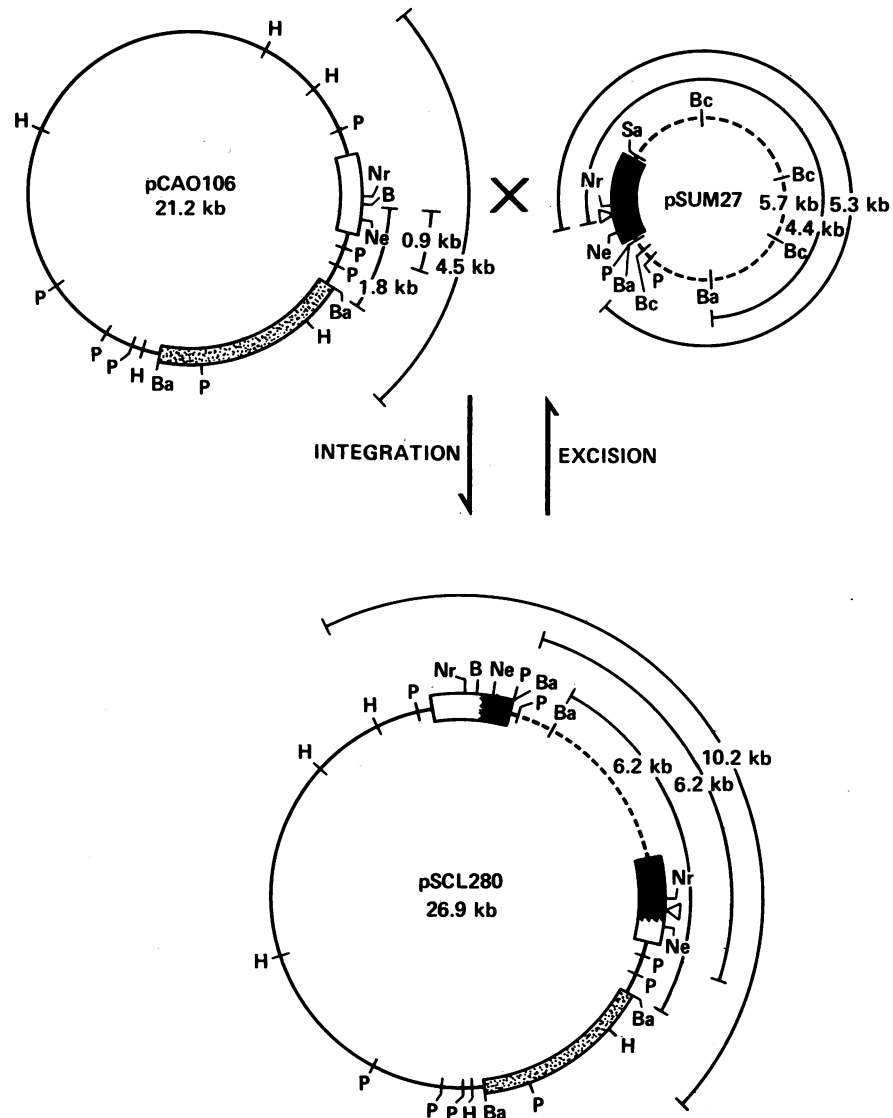 H
H
H
P
pCAO106
21.2 kb
Nr
B
Ne
P
P
Ba
H
P
Ba
H
P
P
P
0.9 kb
4.5 kb
1.8 kb
Bc
Sa
Nr
pSUM27
Bc
5.7 kb
5.3 kb
4.4 kb
Bc
Ne
P
Ba
Bc
P
Ba
INTEGRATION
EXCISION
Nr
B
Ne
P
Ba
P
Ba
P
H
H
10.2 kb
6.2 kb
6.2 kb
pSCL280
26.9 kb
Nr
Ne
P
P
Ba
H
H
P
P
P
H
Ba
P